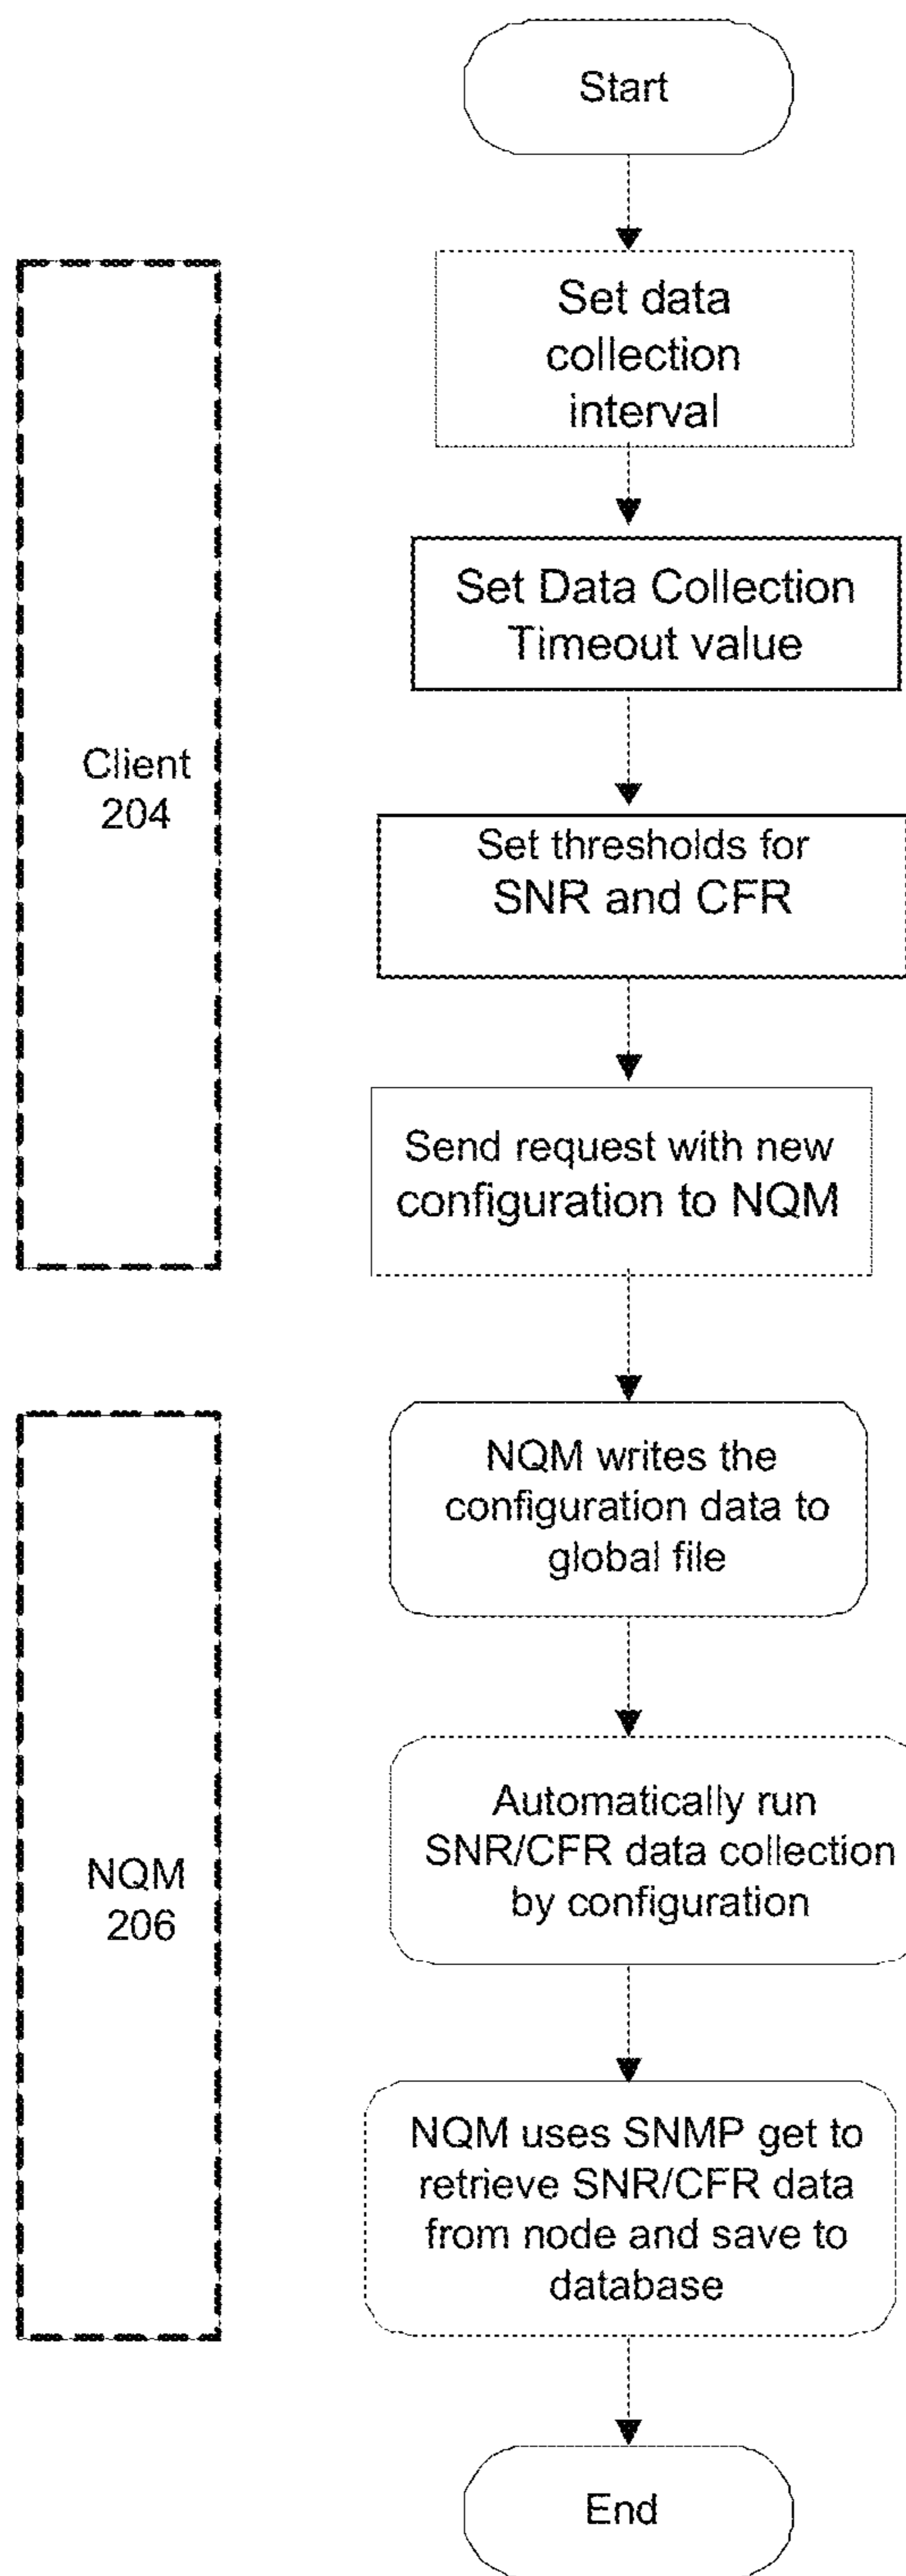 Start
Set data
collection
interval
Set Data Collection
Timeout value
Client
204
Set thresholds for
SNR and CFR
Send request with new
configuration to NQM
NQM writes the
configuration data to
global file
Automatically run
SNR/CFR data collection
by configuration
NQM
206
NQM uses SNMP get to
retrieve SNR/CFR data
from node and save to
database
End